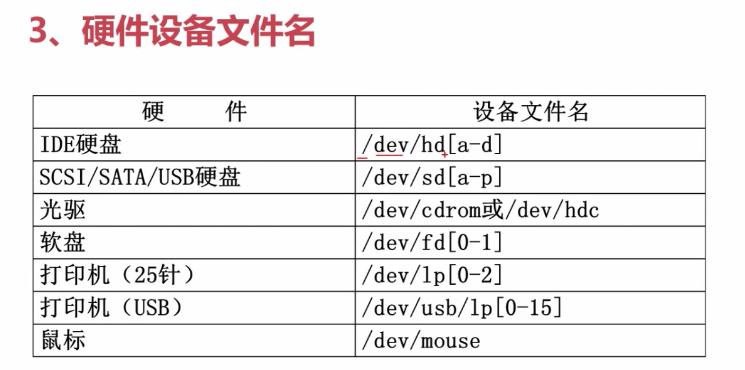 3、硬件设备文件名
硬 件 设备文件名
IDE硬盘 /dev/hd[a-d]
SCSI/SATA/USB硬盘 /dev/sd[a-p]
光驱 /dev/cdrom或/dev/hdc
软盘 /dev/fd[0-1]
打印机（25针） /dev/lp[0-2]
打印机（USB） /dev/usb/lp[0-15]
鼠标 /dev/mouse